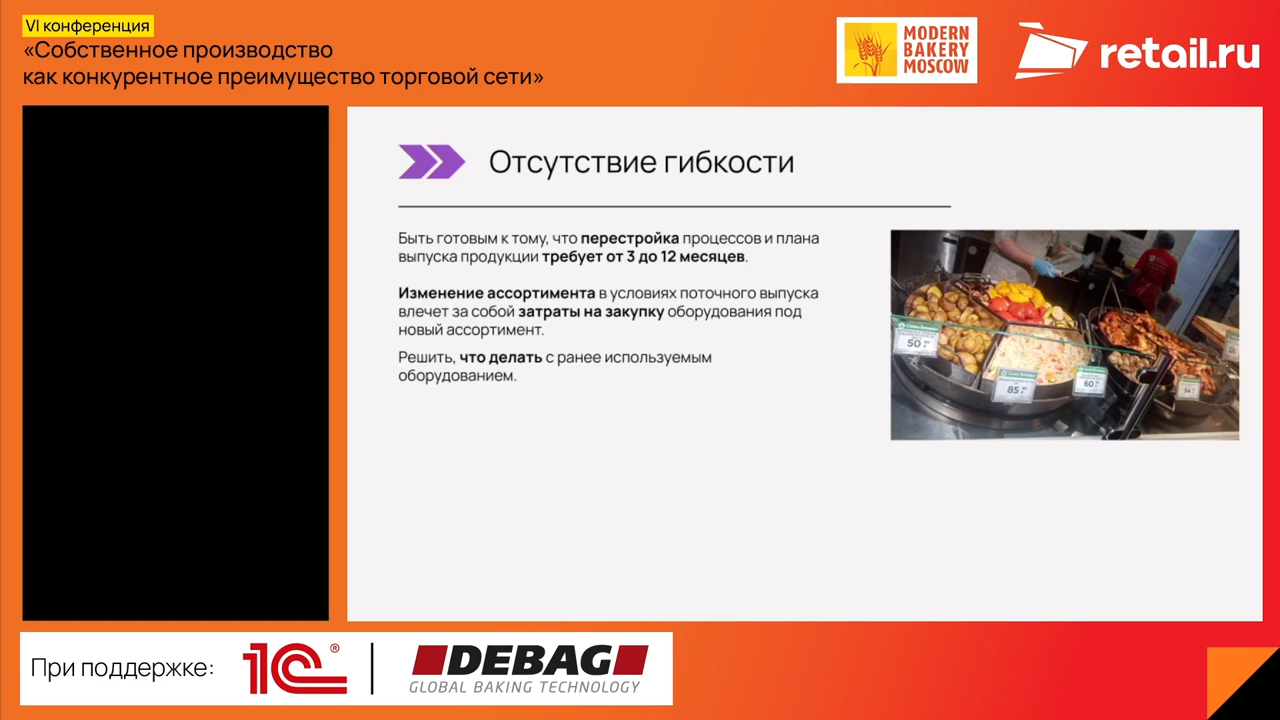 VI конференция
«Собственное производство
как конкурентное преимущество торговой сети»
MODERN
BAKERY
MOSCOW
retail.ru
Отсутствие гибкости
Быть готовым к тому, что перестройка процессов и плана
выпуска продукции требует от 3 до 12 месяцев.
Изменение ассортимента в условиях поточного выпуска
влечет за собой затраты на закупку оборудования под
новый ассортимент.
Решить, что делать с ранее используемым
оборудованием.
50
85
60
При поддержке:
1С®
DEBAG
GLOBAL BAKING TECHNOLOGY